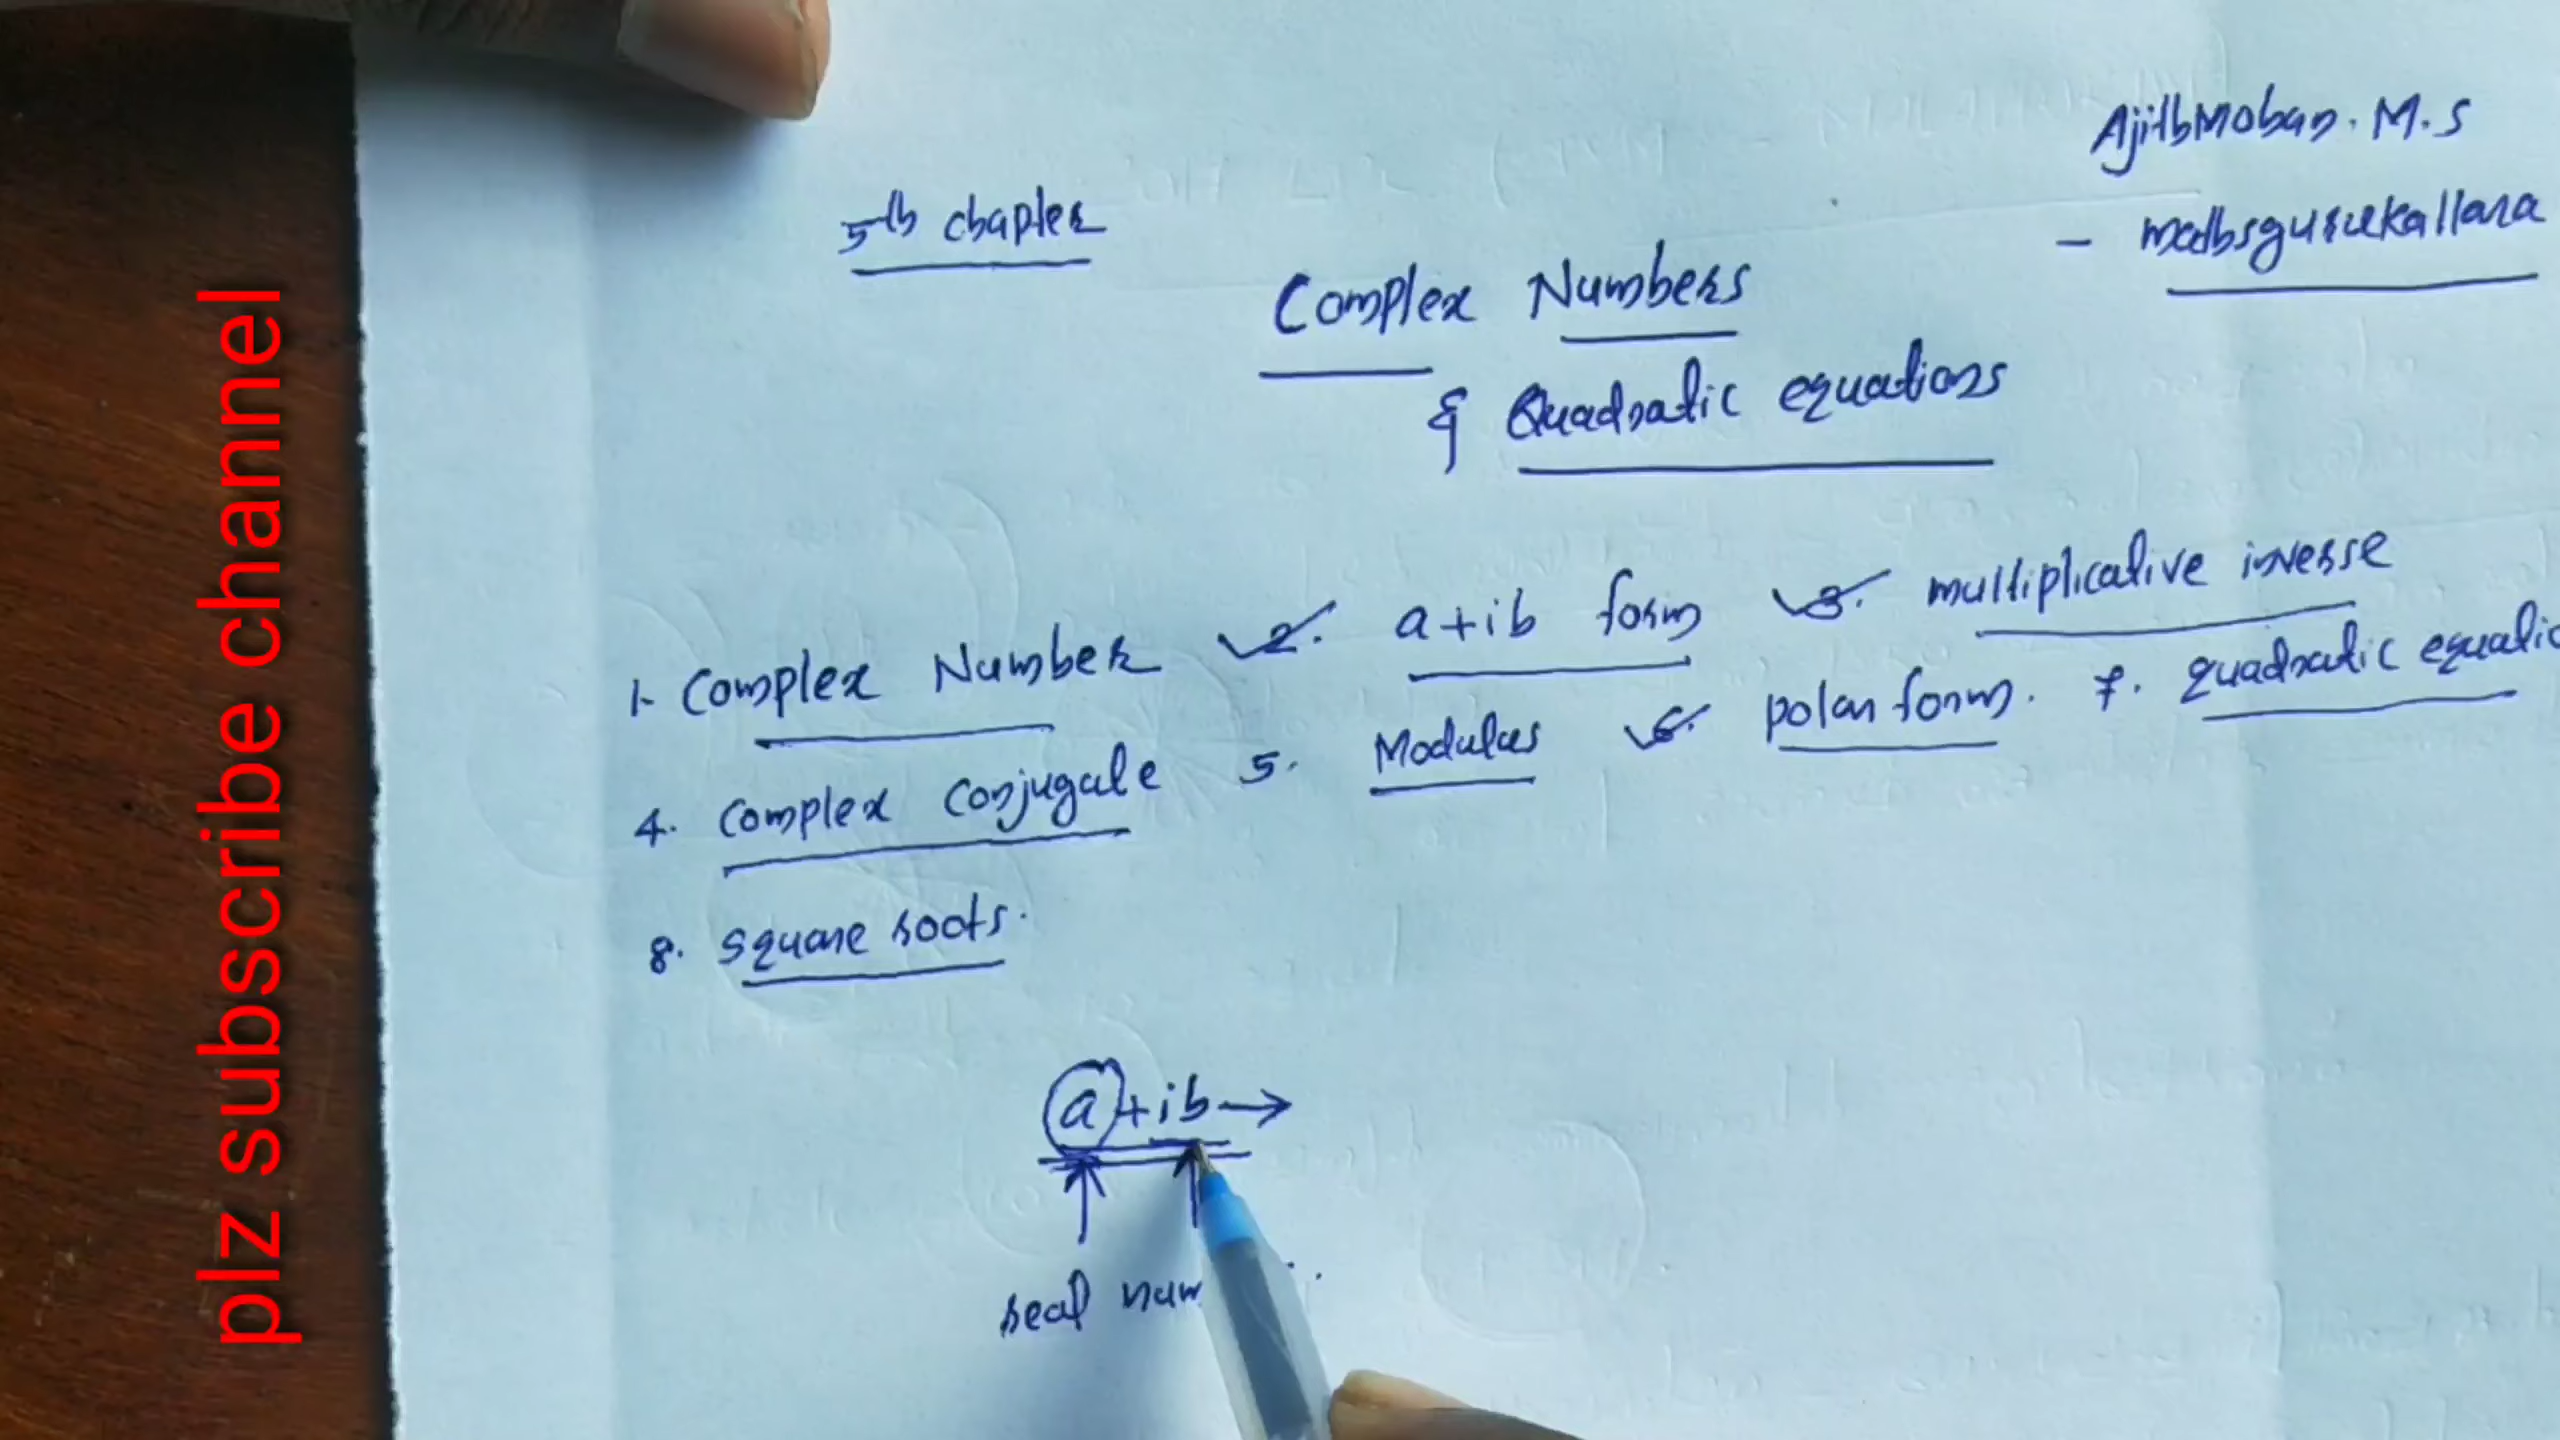 plz subscribe channel
AjithMohan. M.S
- mathsgurukallara
5th chapter
Complex Numbers
& Quadratic equations
1. Complex Number 2. a+ib form 3. multiplicative inverse
4. Complex Conjugate 5. Modulus 6. polar form. 7. quadratic equatio
8. Square roots.
a+ib →
real num